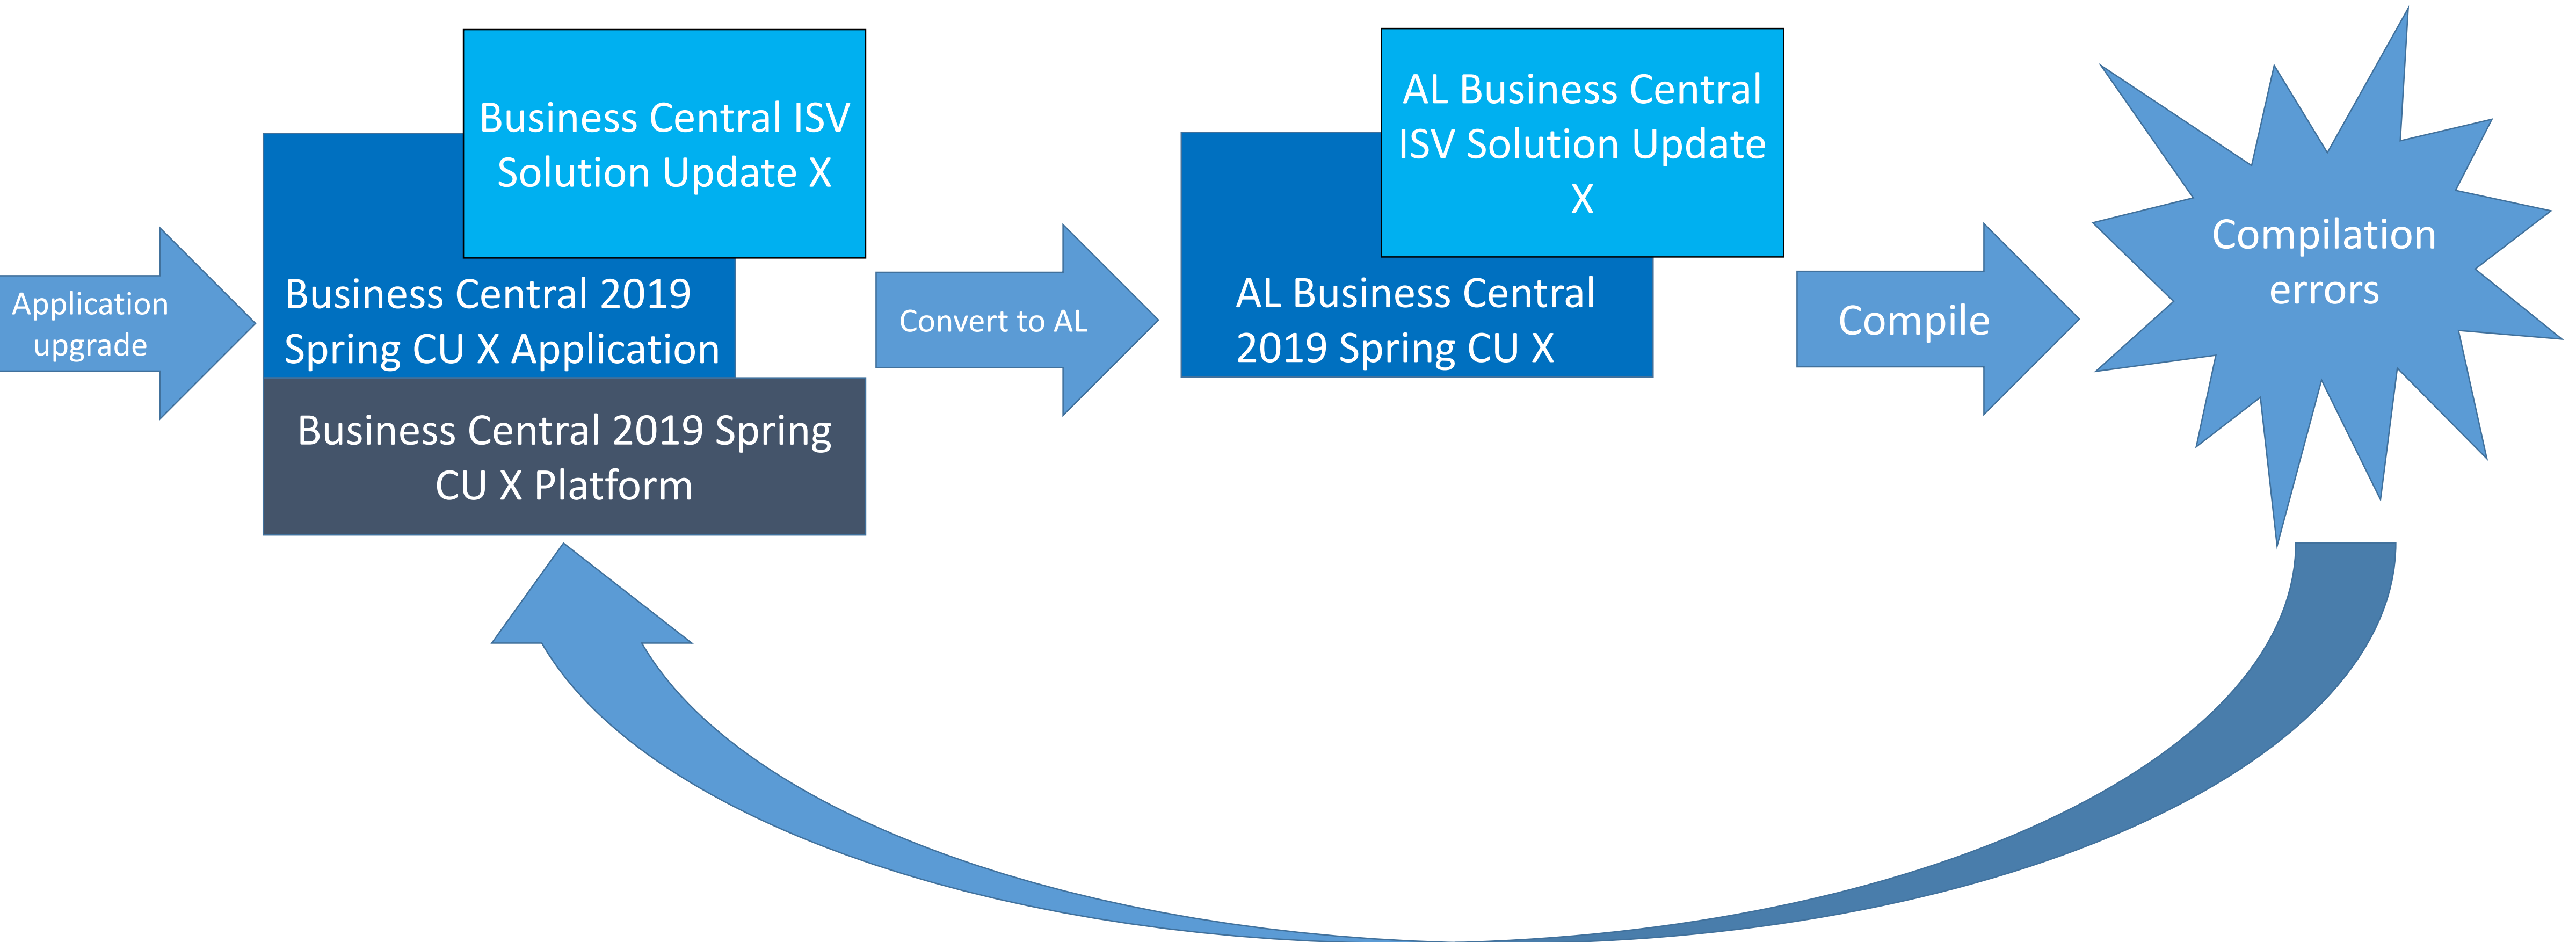 Application
upgrade
Business Central ISV
Solution Update X
Business Central 2019
Spring CU X Application
Business Central 2019 Spring
CU X Platform
Convert to AL
AL Business Central
ISV Solution Update
X
AL Business Central
2019 Spring CU X
Compile
Compilation
errors